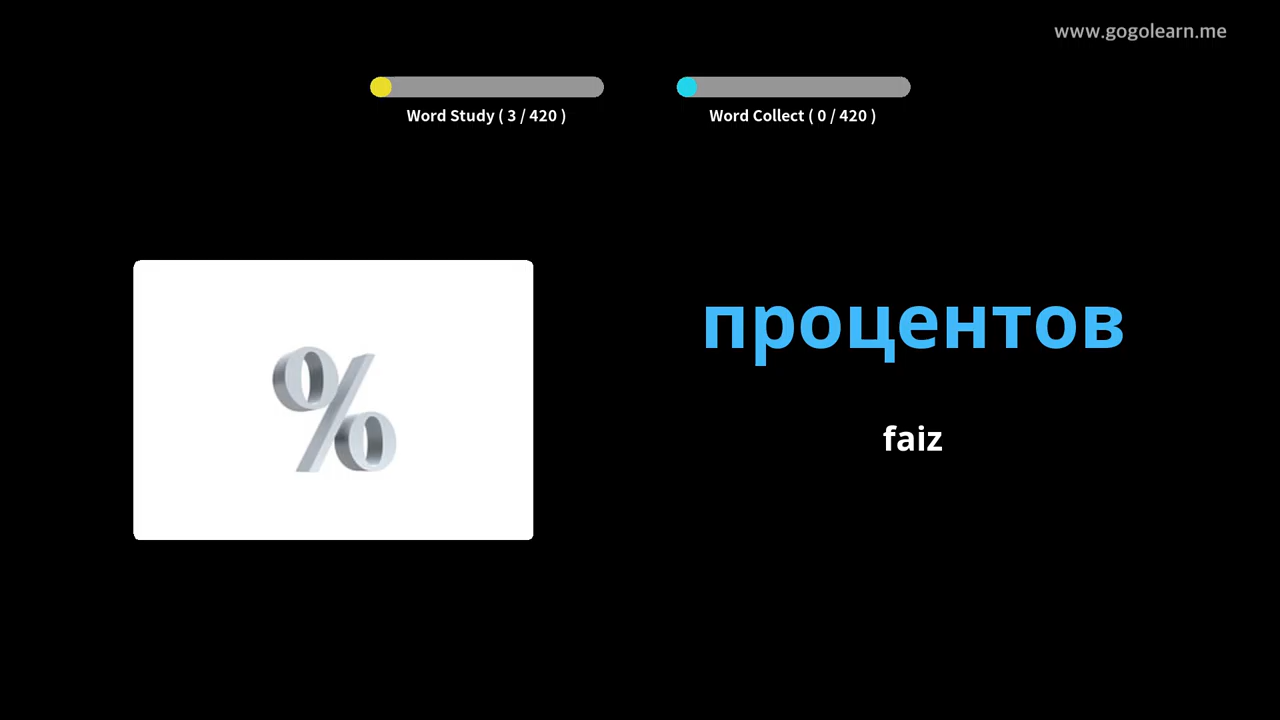 www.gogolearn.me
Word Study ( 3 / 420 )
Word Collect ( 0 / 420 )
%
процентов
faiz